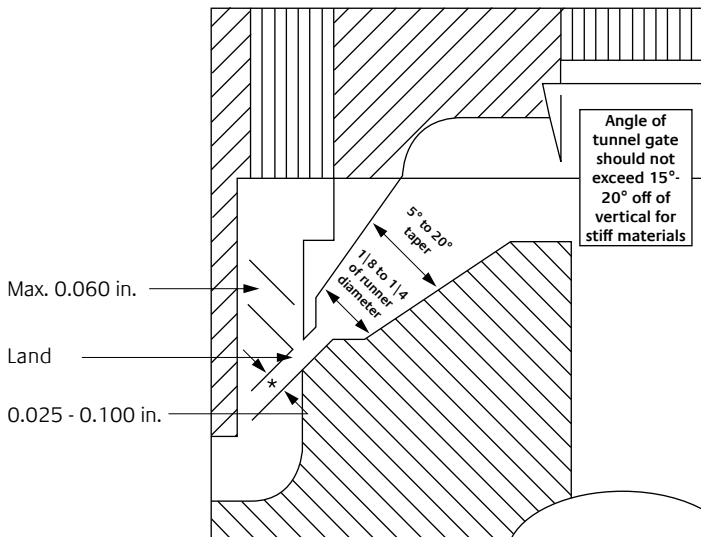 Angle of
tunnel gate
should not
exceed 15°-
20° off of
vertical for
stiff materials
5° to 20°
taper
1|8 to 1|4
of runner
diameter
Max. 0.060 in.
Land
*
0.025 - 0.100 in.